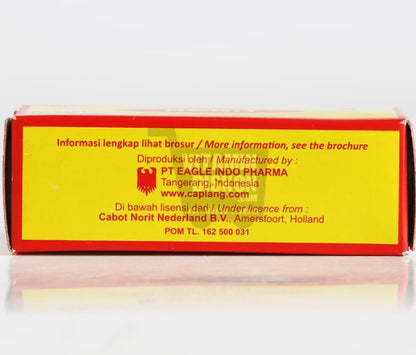 Informasi lengkap lihat brosur / More information, see the brochure
Diproduksi oleh / Manufactured by :
PT EAGLE INDO PHARMA
Tangerang, Indonesia
www.caplang.com
Di bawah lisensi dari / Under licence from :
Cabot Norit Nederland B.V., Amersfoort, Holland
POM TL. 162 500 031